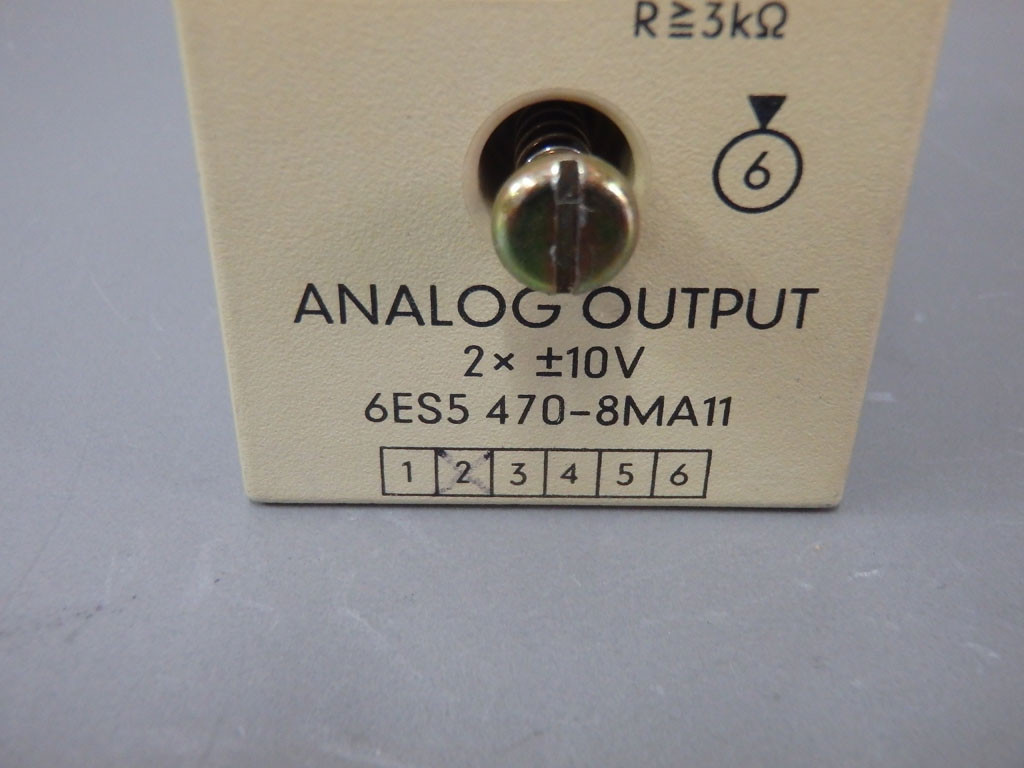 R≧3kΩ
6
ANALOG OUTPUT
2× ±10V
6ES5 470-8MA11
1 2 3 4 5 6